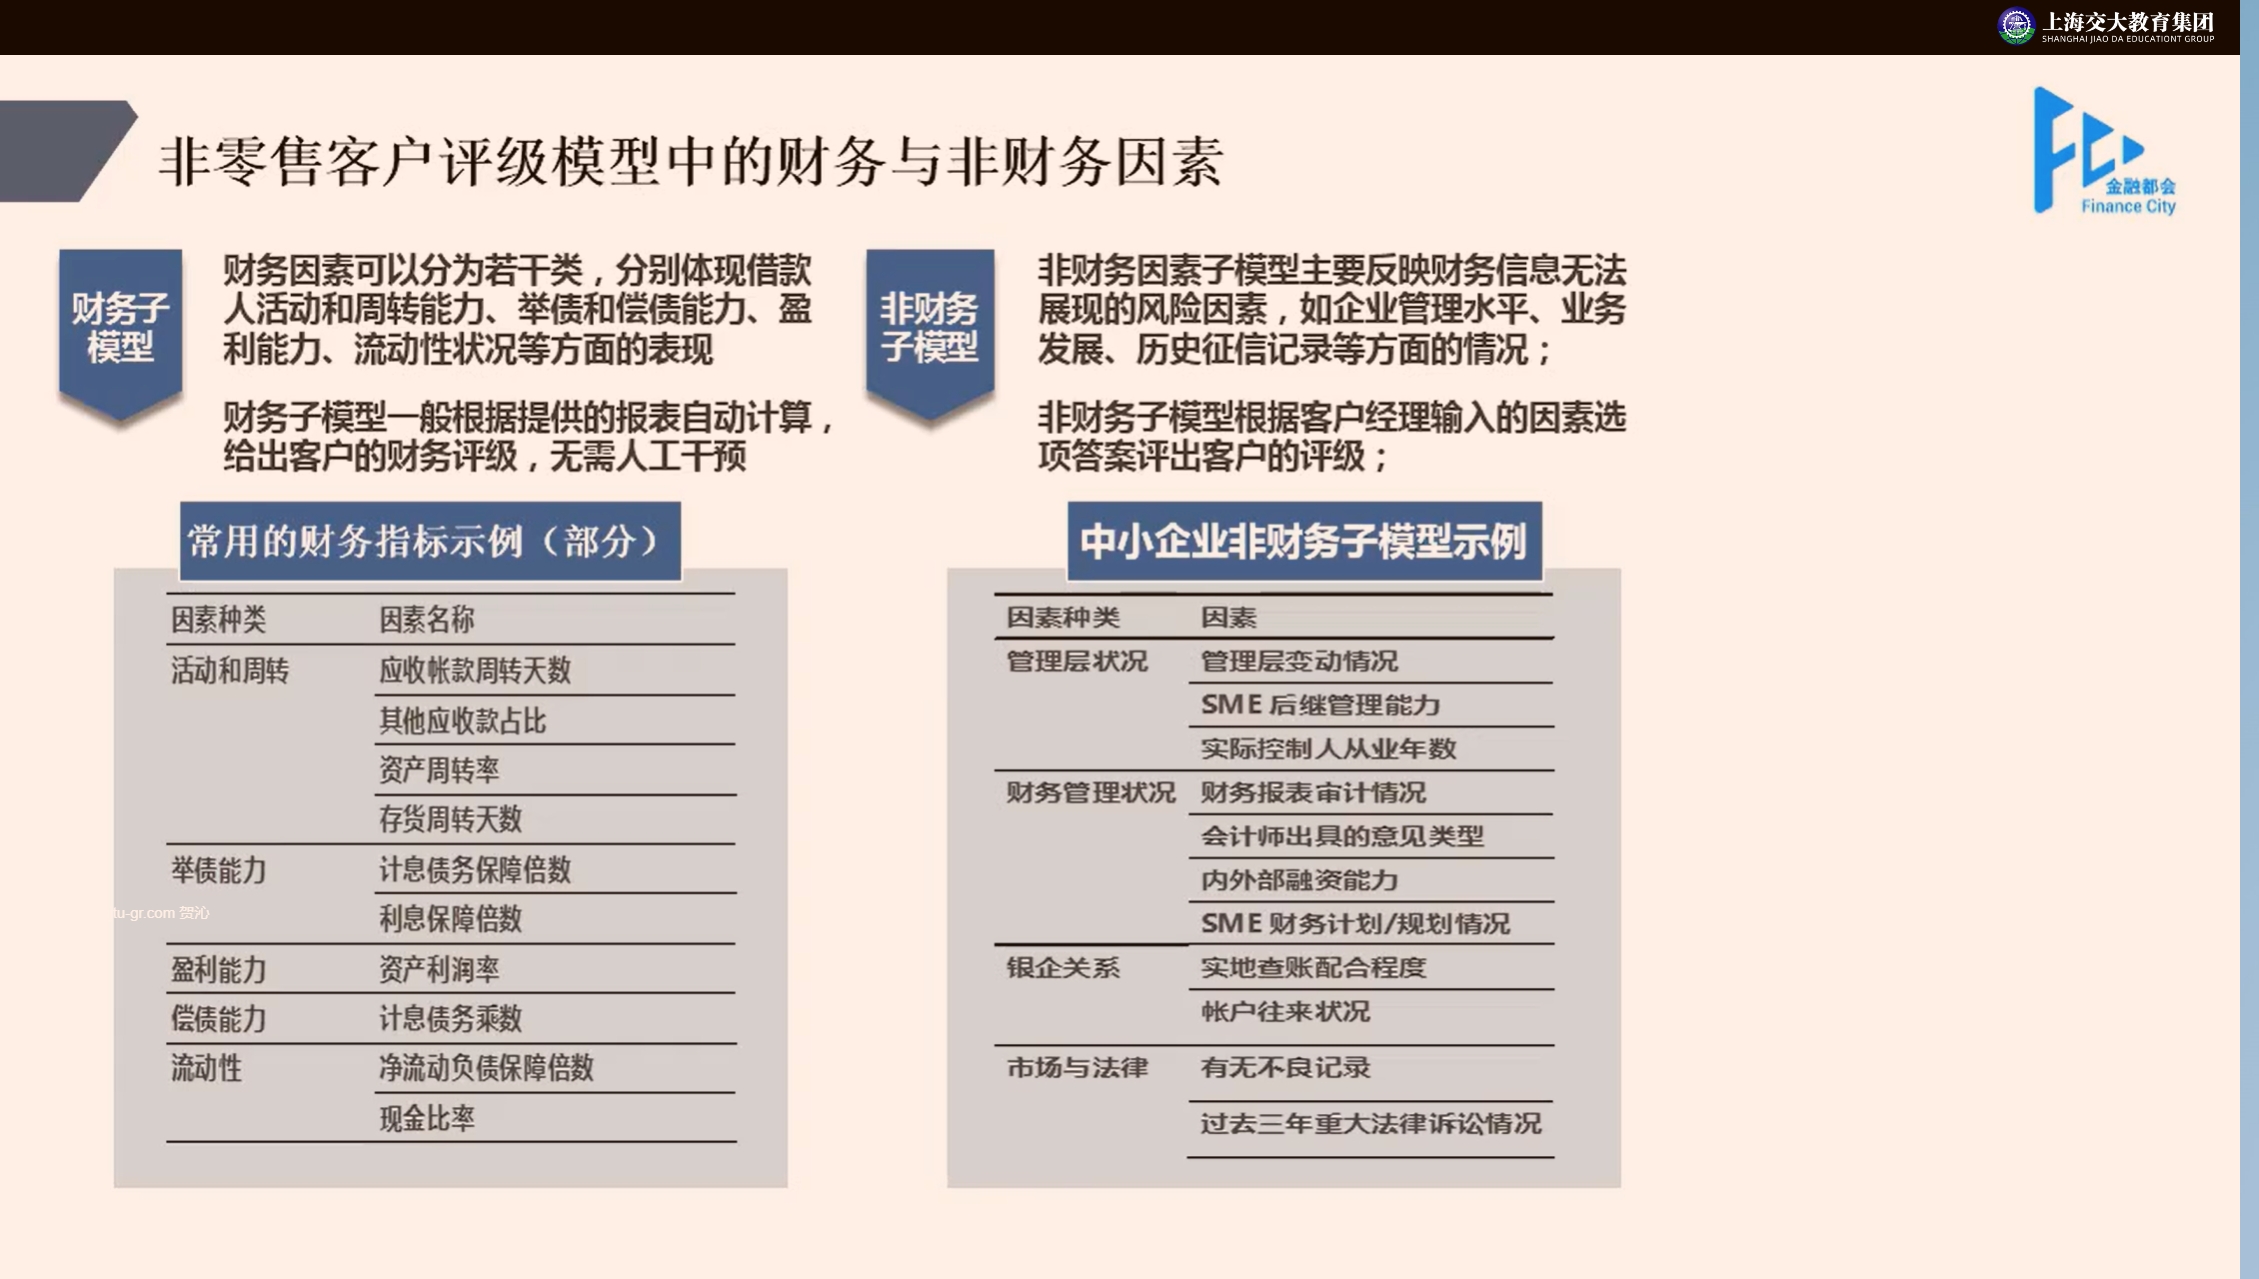 上海交大教育集团
SHANGHAI JIAO DA EDUCATIONT GROUP
金融都会
Finance City
非零售客户评级模型中的财务与非财务因素
财务子
模型
财务因素可以分为若干类，分别体现借款
人活动和周转能力、举债和偿债能力、盈
利能力、流动性状况等方面的表现
财务子模型一般根据提供的报表自动计算，
给出客户的财务评级，无需人工干预
非财务
子模型
非财务因素子模型主要反映财务信息无法
展现的风险因素，如企业管理水平、业务
发展、历史征信记录等方面的情况；
非财务子模型根据客户经理输入的因素选
项答案评出客户的评级；
常用的财务指标示例（部分）
因素种类 因素名称
活动和周转 应收帐款周转天数
其他应收款占比
资产周转率
存货周转天数
举债能力 计息债务保障倍数
利息保障倍数
盈利能力 资产利润率
偿债能力 计息债务乘数
流动性 净流动负债保障倍数
现金比率
tu-gr.com 贺沁
中小企业非财务子模型示例
因素种类 因素
管理层状况 管理层变动情况
SME 后继管理能力
实际控制人从业年数
财务管理状况 财务报表审计情况
会计师出具的意见类型
内外部融资能力
SME 财务计划/规划情况
银企关系 实地查账配合程度
帐户往来状况
市场与法律 有无不良记录
过去三年重大法律诉讼情况